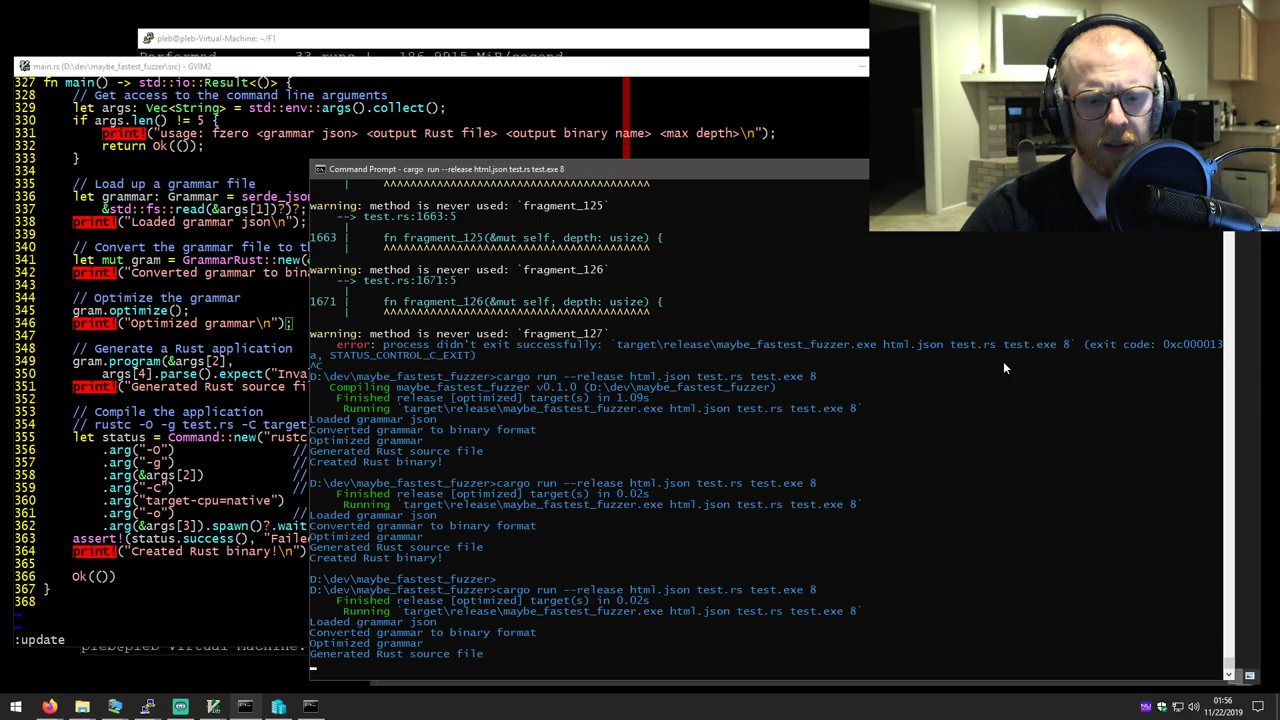 pleb@pleb-Virtual-Machine: ~/F1
Performed 33 runs ! 186.9915 MiB/second
main.rs (D:\dev\maybe_fastest_fuzzer\src) - GVIM2
327 fn main() -> std::io::Result<()> {
328 // Get access to the command line arguments
329 let args: Vec<String> = std::env::args().collect();
330 if args.len() != 5 {
331 print!("usage: fzero <grammar json> <output Rust file> <output binary name> <max depth>\n");
332 return Ok(());
333 }
334
335 // Load up a grammar file
336 let grammar: Grammar = serde_jso
337 &std::fs::read(&args[1])?)?;
338 print!("Loaded grammar json\n");
339
340 // Convert the grammar file to th
341 let mut gram = GrammarRust::new(&
342 print!("Converted grammar to bin
343
344 // Optimize the grammar
345 gram.optimize();
346 print!("Optimized grammar\n");
347
348 // Generate a Rust application
349 gram.program(&args[2],
350 args[4].parse().expect("Inva
351 print!("Generated Rust source fi
352
353 // Compile the application
354 // rustc -O -g test.rs -C target
355 let status = Command::new("rustc
356 .arg("-O") //
357 .arg("-g") //
358 .arg(&args[2]) //
359 .arg("-C") //
360 .arg("target-cpu=native") //
361 .arg("-o") //
362 .arg(&args[3]).spawn()?.wait
363 assert!(status.success(), "Faile
364 print!("Created Rust binary!\n")
365
366 Ok(())
367 }
368
~
~
:update
pleb@pleb-Virtual-Machine:
Command Prompt - cargo run --release html.json test.rs test.exe 8
| ^^^^^^^^^^^^^^^^^^^^^^^^^^^^^^^^^^^^^^^^^^
warning: method is never used: `fragment_125`
--> test.rs:1663:5
|
1663 | fn fragment_125(&mut self, depth: usize) {
| ^^^^^^^^^^^^^^^^^^^^^^^^^^^^^^^^^^^^^^^^^^
warning: method is never used: `fragment_126`
--> test.rs:1671:5
|
1671 | fn fragment_126(&mut self, depth: usize) {
| ^^^^^^^^^^^^^^^^^^^^^^^^^^^^^^^^^^^^^^^^^^
warning: method is never used: `fragment_127`
error: process didn't exit successfully: `target\release\maybe_fastest_fuzzer.exe html.json test.rs test.exe 8` (exit code: 0xc000013
a, STATUS_CONTROL_C_EXIT)
^C
D:\dev\maybe_fastest_fuzzer>cargo run --release html.json test.rs test.exe 8
Compiling maybe_fastest_fuzzer v0.1.0 (D:\dev\maybe_fastest_fuzzer)
Finished release [optimized] target(s) in 1.09s
Running `target\release\maybe_fastest_fuzzer.exe html.json test.rs test.exe 8`
Loaded grammar json
Converted grammar to binary format
Optimized grammar
Generated Rust source file
Created Rust binary!
D:\dev\maybe_fastest_fuzzer>cargo run --release html.json test.rs test.exe 8
Finished release [optimized] target(s) in 0.02s
Running `target\release\maybe_fastest_fuzzer.exe html.json test.rs test.exe 8`
Loaded grammar json
Converted grammar to binary format
Optimized grammar
Generated Rust source file
Created Rust binary!
D:\dev\maybe_fastest_fuzzer>
D:\dev\maybe_fastest_fuzzer>cargo run --release html.json test.rs test.exe 8
Finished release [optimized] target(s) in 0.02s
Running `target\release\maybe_fastest_fuzzer.exe html.json test.rs test.exe 8`
Loaded grammar json
Converted grammar to binary format
Optimized grammar
Generated Rust source file
01:56
11/22/2019